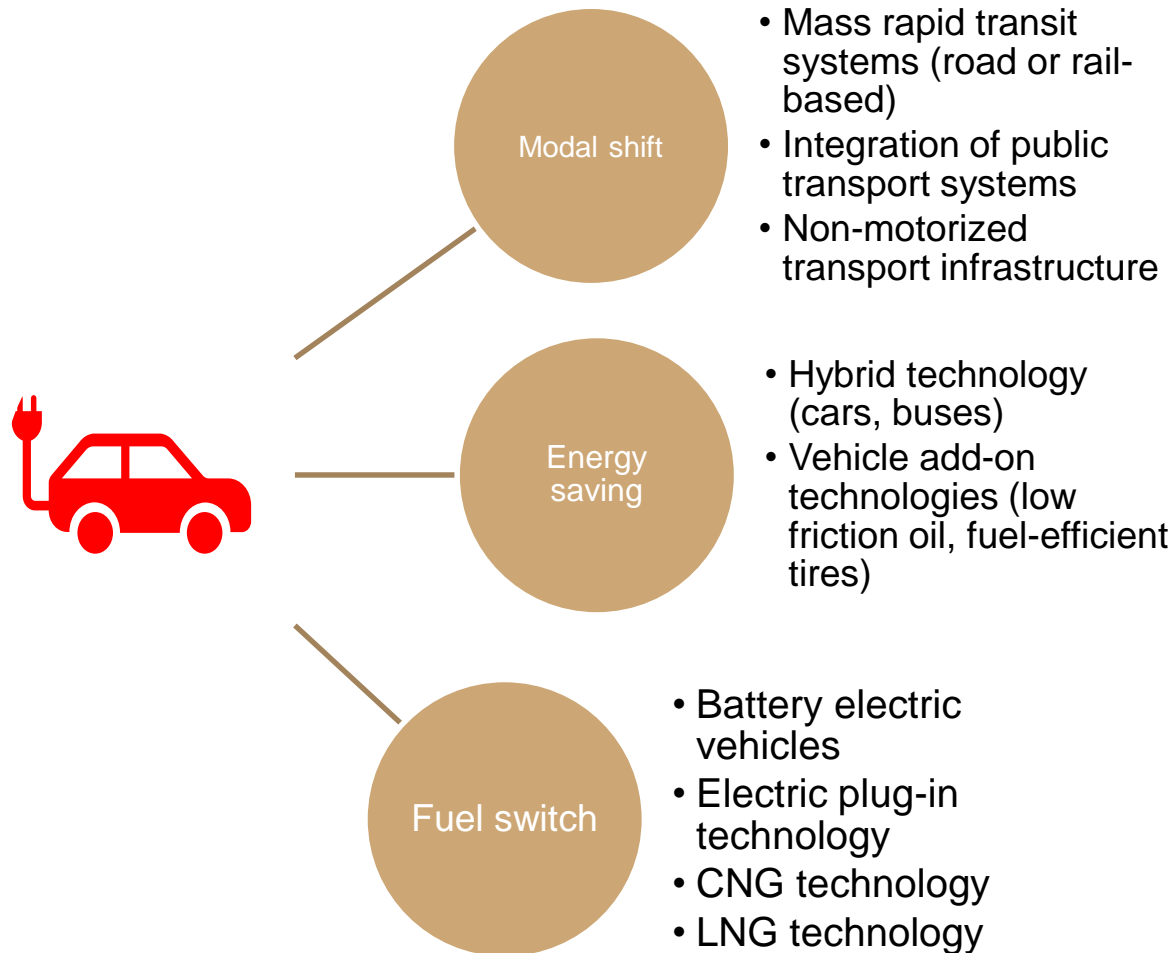 Modal shift
• Mass rapid transit
systems (road or rail-
based)
• Integration of public
transport systems
• Non-motorized
transport infrastructure
Energy
saving
• Hybrid technology
(cars, buses)
• Vehicle add-on
technologies (low
friction oil, fuel-efficient
tires)
Fuel switch
• Battery electric
vehicles
• Electric plug-in
technology
• CNG technology
• LNG technology